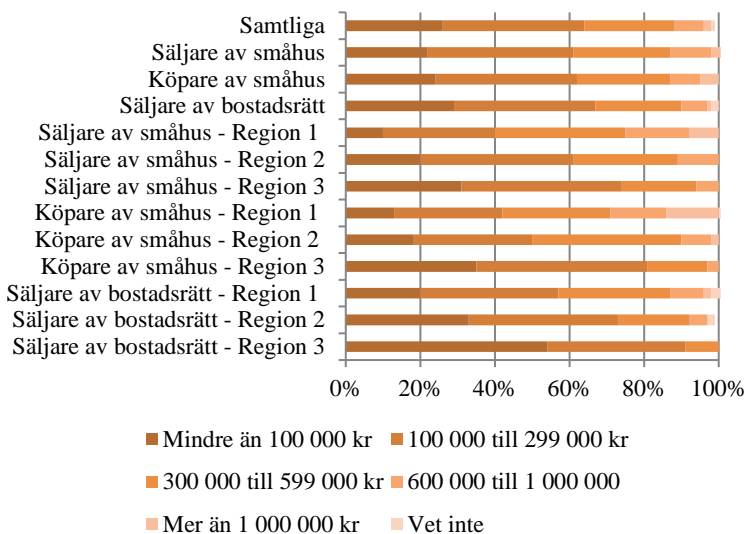 Samtliga
Säljare av småhus
Köpare av småhus
Säljare av bostadsrätt
Säljare av småhus - Region 1
Säljare av småhus - Region 2
Säljare av småhus - Region 3
Köpare av småhus - Region 1
Köpare av småhus - Region 2
Köpare av småhus - Region 3
Säljare av bostadsrätt - Region 1
Säljare av bostadsrätt - Region 2
Säljare av bostadsrätt - Region 3
0% 20% 40% 60% 80% 100%
Mindre än 100 000 kr 100 000 till 299 000 kr
300 000 till 599 000 kr 600 000 till 1 000 000
Mer än 1 000 000 kr Vet inte